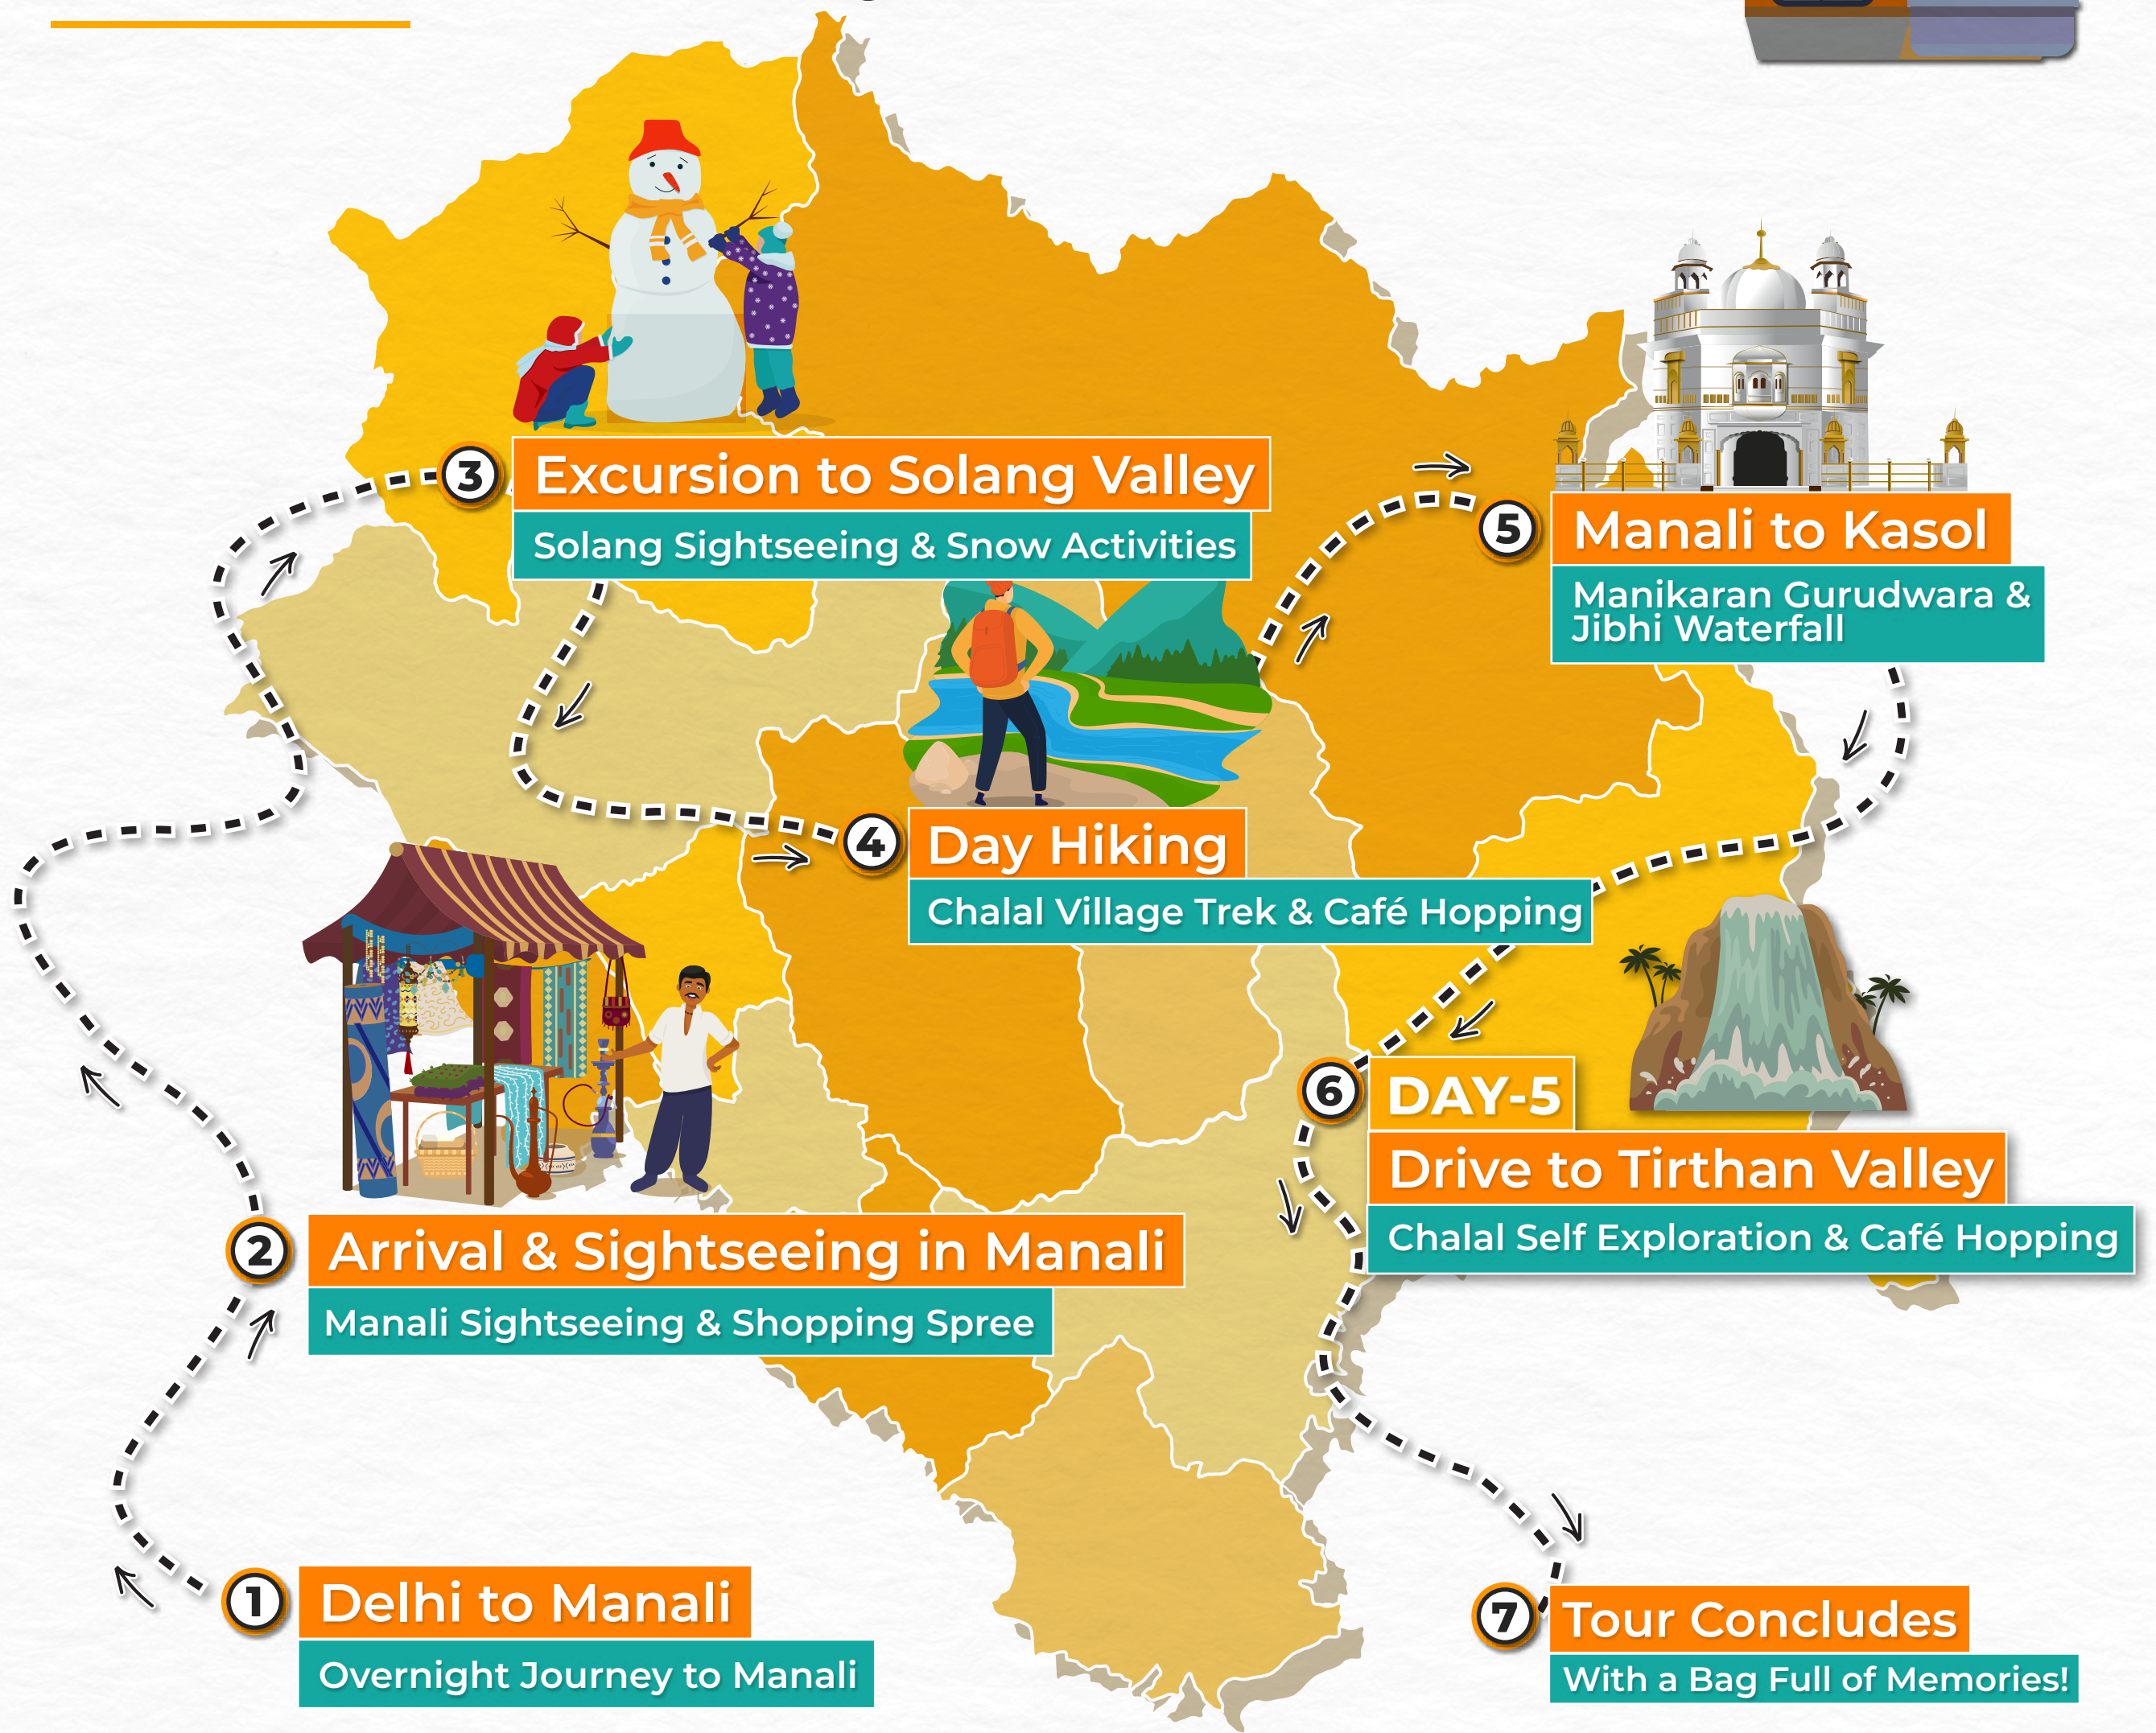 3
Excursion to Solang Valley
Solang Sightseeing & Snow Activities
5
Manali to Kasol
Manikaran Gurudwara &
Jibhi Waterfall
4
Day Hiking
Chalal Village Trek & Café Hopping
6
DAY-5
Drive to Tirthan Valley
Chalal Self Exploration & Café Hopping
2
Arrival & Sightseeing in Manali
Manali Sightseeing & Shopping Spree
1
Delhi to Manali
Overnight Journey to Manali
7
Tour Concludes
With a Bag Full of Memories!